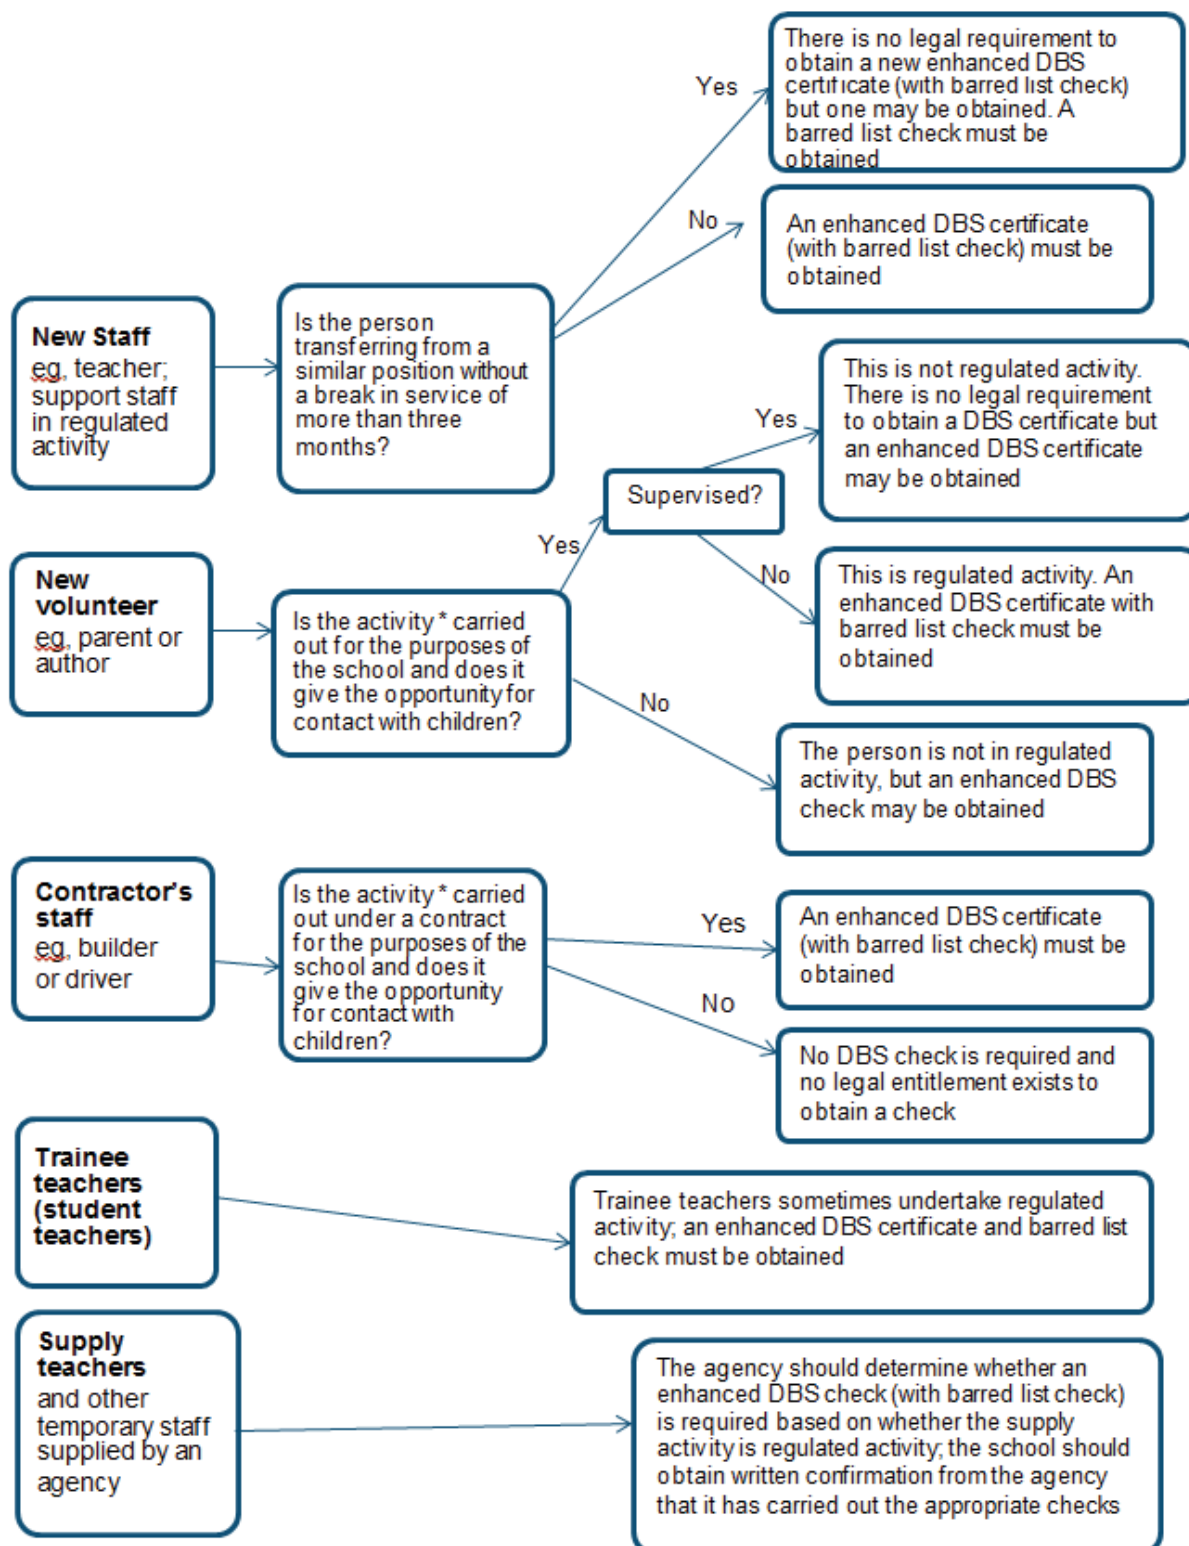 There is no legal requirement to
obtain a new enhanced DBS
certificate (with barred list check)
but one may be obtained. A
barred list check must be
obtained
Yes
No
An enhanced DBS certificate
(with barred list check) must be
obtained
New Staff
eg, teacher;
support staff
in regulated
activity
Is the person
transferring from a
similar position without
a break in service of
more than three
months?
This is not regulated activity.
There is no legal requirement
to obtain a DBS certificate but
an enhanced DBS certificate
may be obtained
Yes
Supervised?
Yes
No
This is regulated activity. An
enhanced DBS certificate with
barred list check must be
obtained
New
volunteer
eg, parent or
author
Is the activity * carried
out for the purposes of
the school and does it
give the opportunity for
contact with children?
No
The person is not in regulated
activity, but an enhanced DBS
check may be obtained
Contractor's
staff
eg, builder
or driver
Is the activity * carried
out under a contract
for the purposes of the
school and does it
give the opportunity
for contact with
children?
Yes
An enhanced DBS certificate
(with barred list check) must be
obtained
No
No DBS check is required and
no legal entitlement exists to
obtain a check
Trainee
teachers
(student
teachers)
Trainee teachers sometimes undertake regulated
activity; an enhanced DBS certificate and barred list
check must be obtained
Supply
teachers
and other
temporary staff
supplied by an
agency
The agency should determine whether an
enhanced DBS check (with barred list check)
is required based on whether the supply
activity is regulated activity; the school should
obtain written confirmation from the agency
that it has carried out the appropriate checks